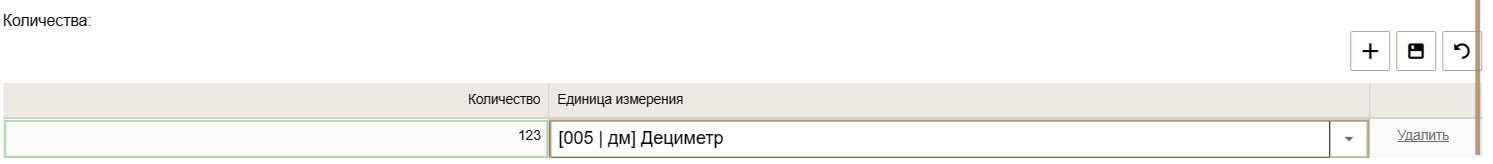 Количества:
Количество Единица измерения
123 [005 | дм] Дециметр Удалить